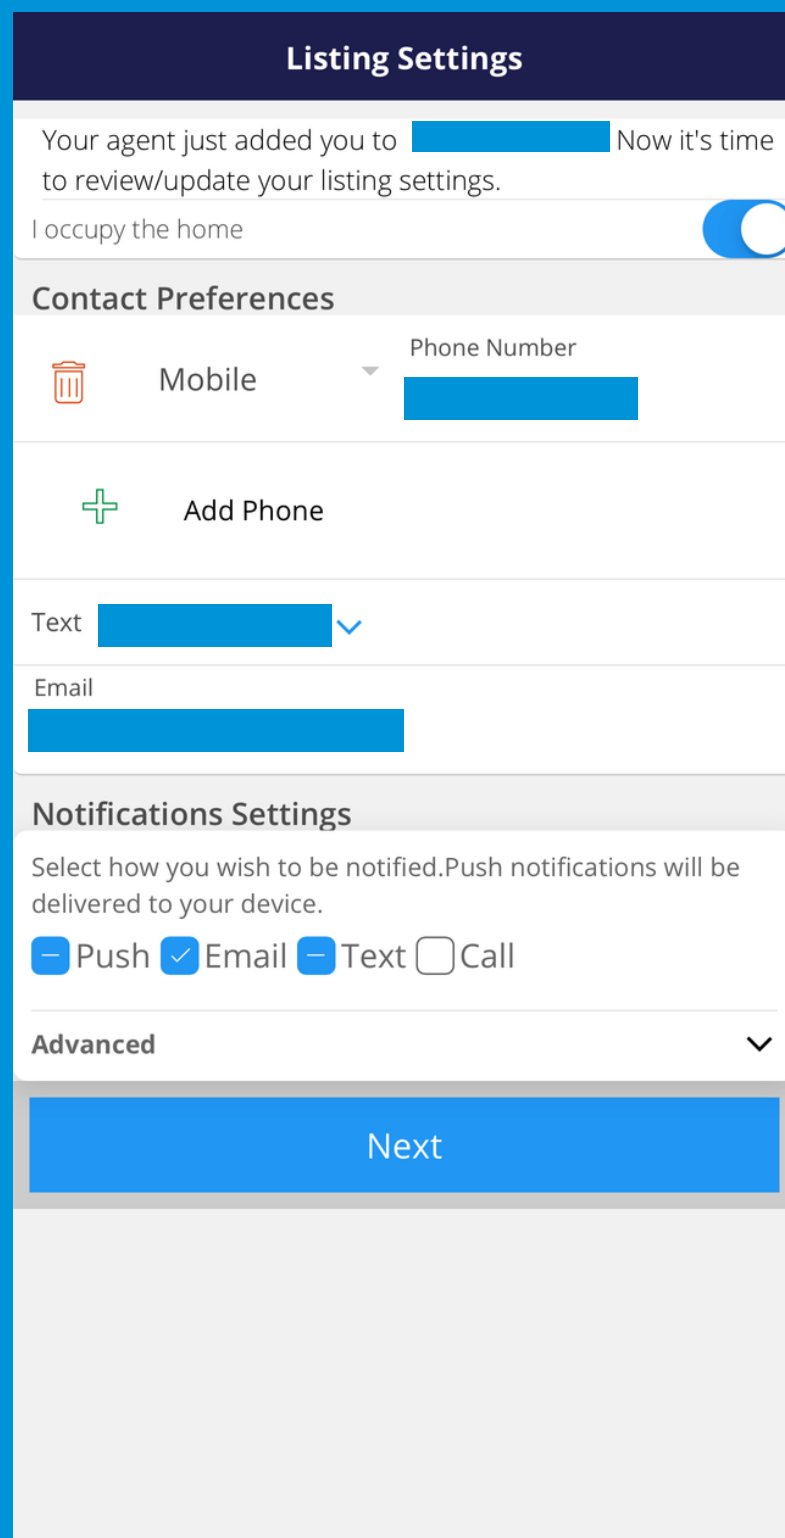 Listing Settings
Your agent just added you to Now it's time
to review/update your listing settings.
I occupy the home
Contact Preferences
Phone Number
Mobile
Add Phone
Text
Email
Notifications Settings
Select how you wish to be notified.Push notifications will be
delivered to your device.
Push Email Text Call
Advanced
Next